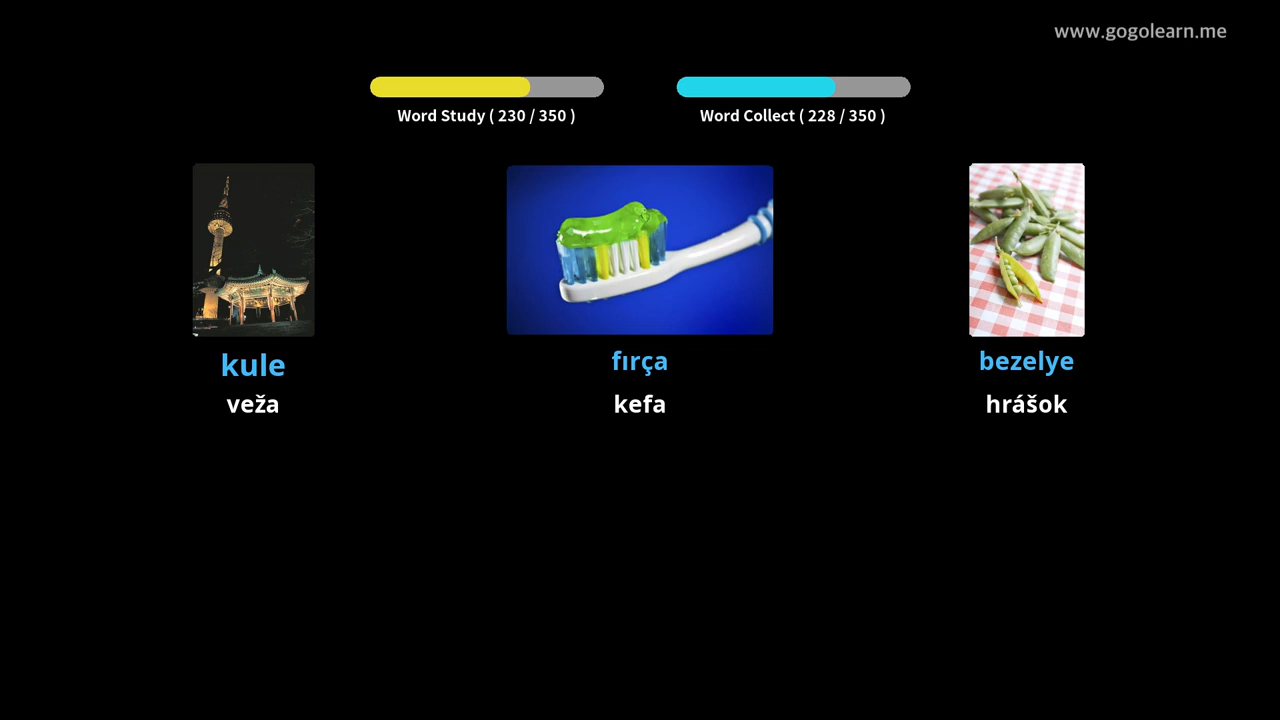 www.gogolearn.me
Word Study ( 230 / 350 )
Word Collect ( 228 / 350 )
kule
fırça
bezelye
veža
kefa
hrášok